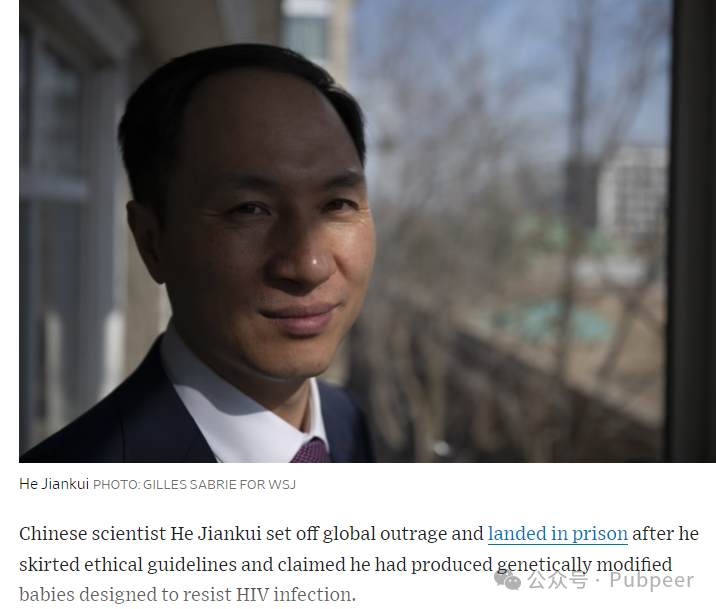 He Jiankui PHOTO: GILLES SABRIE FOR WSJ
Chinese scientist He Jiankui set off global outrage and landed in prison after he
skirted ethical guidelines and claimed he had produced genetically modified
babies designed to resist HIV infection.
公众号 · Pubpeer